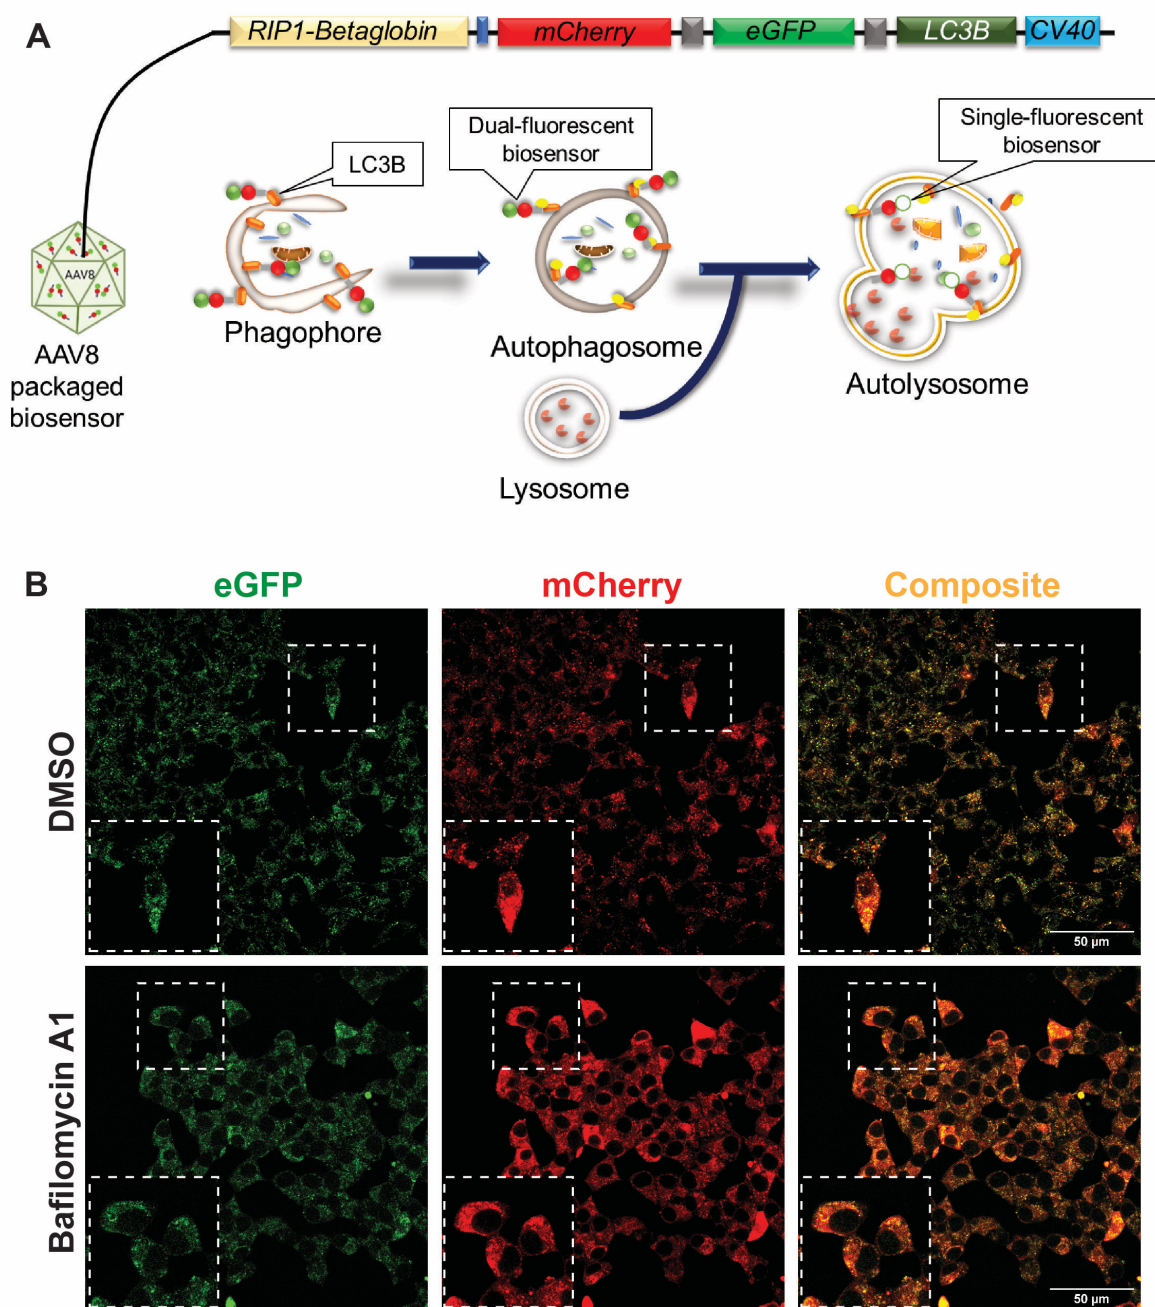 A
RIP1-Betaglobin mCherry eGFP LC3B CV40
Dual-fluorescent
biosensor
Single-fluorescent
biosensor
LC3B
AAV8
Phagophore
Autophagosome
Autolysosome
AAV8
packaged
biosensor
Lysosome
B
eGFP mCherry Composite
DMSO
50 µm
Bafilomycin A1
50 µm